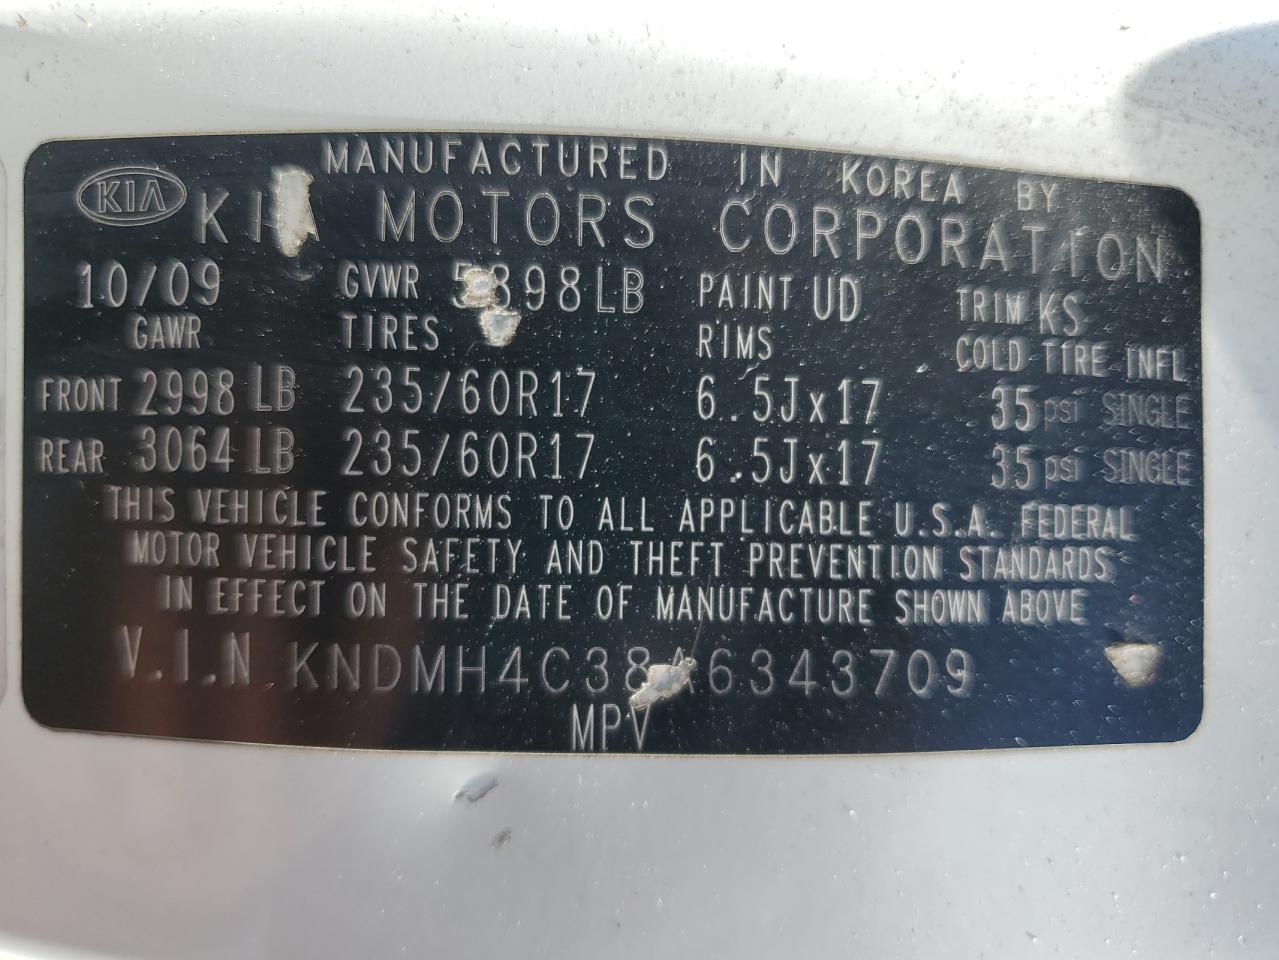 MANUFACTURED IN KOREA BY
KIA KIA MOTORS CORPORATION
10/09 GVWR 5898LB PAINT UD TRIM KS
GAWR TIRES RIMS COLD TIRE INFL
FRONT 2998 LB 235/60R17 6.5Jx17 35 psi SINGLE
REAR 3064 LB 235/60R17 6.5Jx17 35 psi SINGLE
THIS VEHICLE CONFORMS TO ALL APPLICABLE U.S.A. FEDERAL
MOTOR VEHICLE SAFETY AND THEFT PREVENTION STANDARDS
IN EFFECT ON THE DATE OF MANUFACTURE SHOWN ABOVE
V.I.N KNDMH4C38A6343709
MPV